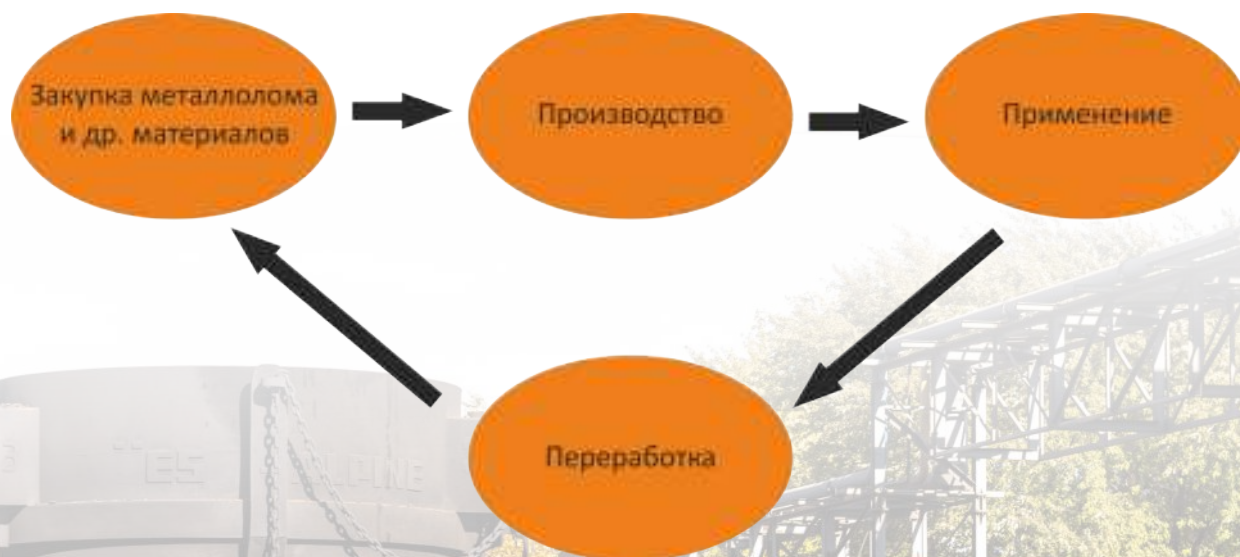 Закупка металлолома
и др. материалов
Производство
Применение
Переработка